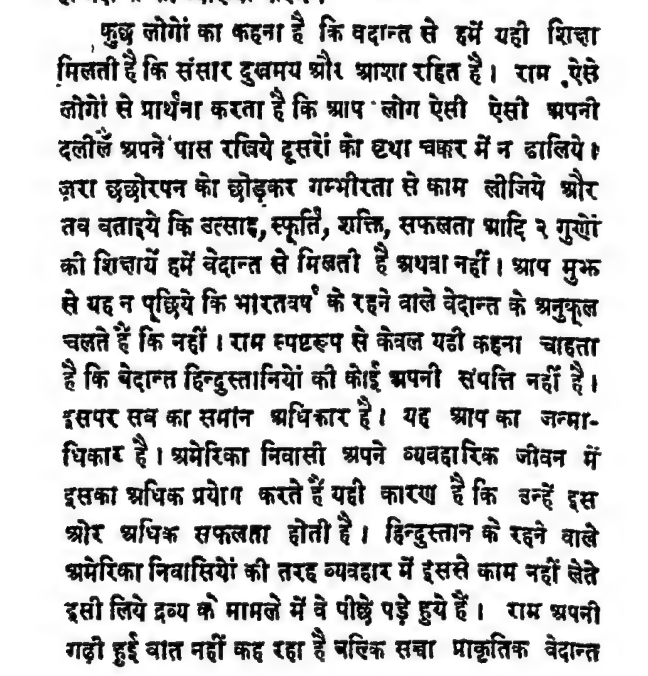 कुछ लोगों का कहना है कि वदान्त से हमें यही शिक्षा
मिलती है कि संसार दुखमय और आशा रहित है। राम ऐसे
लोगों से प्रार्थना करता है कि आप लोग ऐसी ऐसी अपनी
दलीलें अपने पास रखिये दूसरों को वृथा चक्कर में न डालिये।
ज़रा छछोरपन को छोड़कर गम्भीरता से काम लीजिये और
तब बताइये कि उत्साह, स्फूर्ति, शक्ति, सफलता आदि २ गुणों
की शिक्षायें हमें वेदान्त से मिलती हैं अथवा नहीं। आप मुझ
से यह न पूछिये कि भारतवर्ष के रहने वाले वेदान्त के अनुकूल
चलते हैं कि नहीं। राम स्पष्टरूप से केवल यही कहना चाहता
है कि वेदान्त हिन्दुस्तानियों की कोई अपनी संपत्ति नहीं है।
इसपर सब का समान अधिकार है। यह आप का जन्मा-
धिकार है। अमेरिका निवासी अपने व्यवहारिक जीवन में
इसका अधिक प्रयोग करते हैं यही कारण है कि उन्हें इस
ओर अधिक सफलता होती है। हिन्दुस्तान के रहने वाले
अमेरिका निवासियों की तरह व्यवहार में इससे काम नहीं लेते
इसी लिये द्रव्य के मामले में वे पीछे पड़े हुये हैं। राम अपनी
गढ़ी हुई बात नहीं कह रहा है बल्कि सच्चा प्राकृतिक वेदान्त